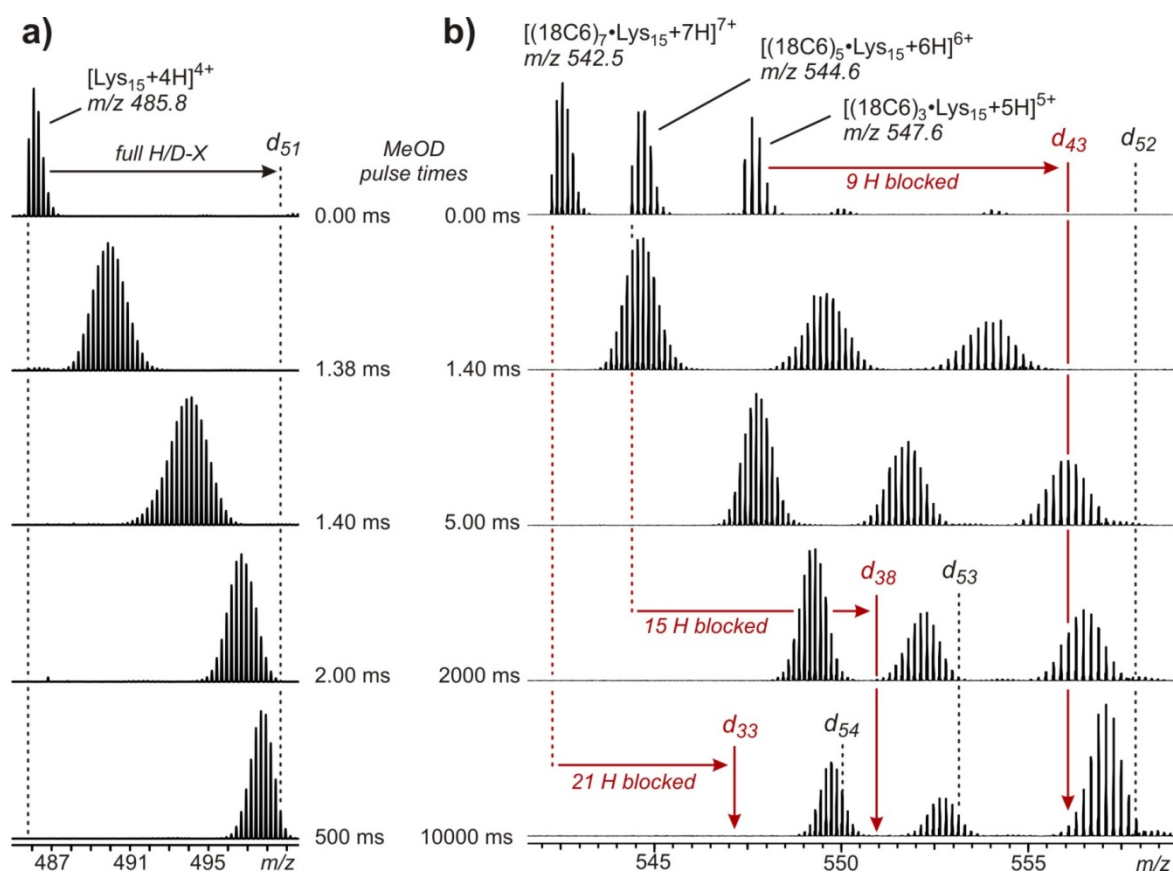 a)
[Lys15+4H]4+
m/z 485.8
full H/D-X
d51
MeOD
pulse times
0.00 ms
1.38 ms
1.40 ms
2.00 ms
500 ms
487 491 495 m/z
b)
[(18C6)7•Lys15+7H]7+
m/z 542.5
[(18C6)5•Lys15+6H]6+
m/z 544.6
[(18C6)3•Lys15+5H]5+
m/z 547.6
d43
d52
9 H blocked
0.00 ms
1.40 ms
5.00 ms
d38
d53
15 H blocked
2000 ms
d33
d54
21 H blocked
10000 ms
545 550 555 m/z